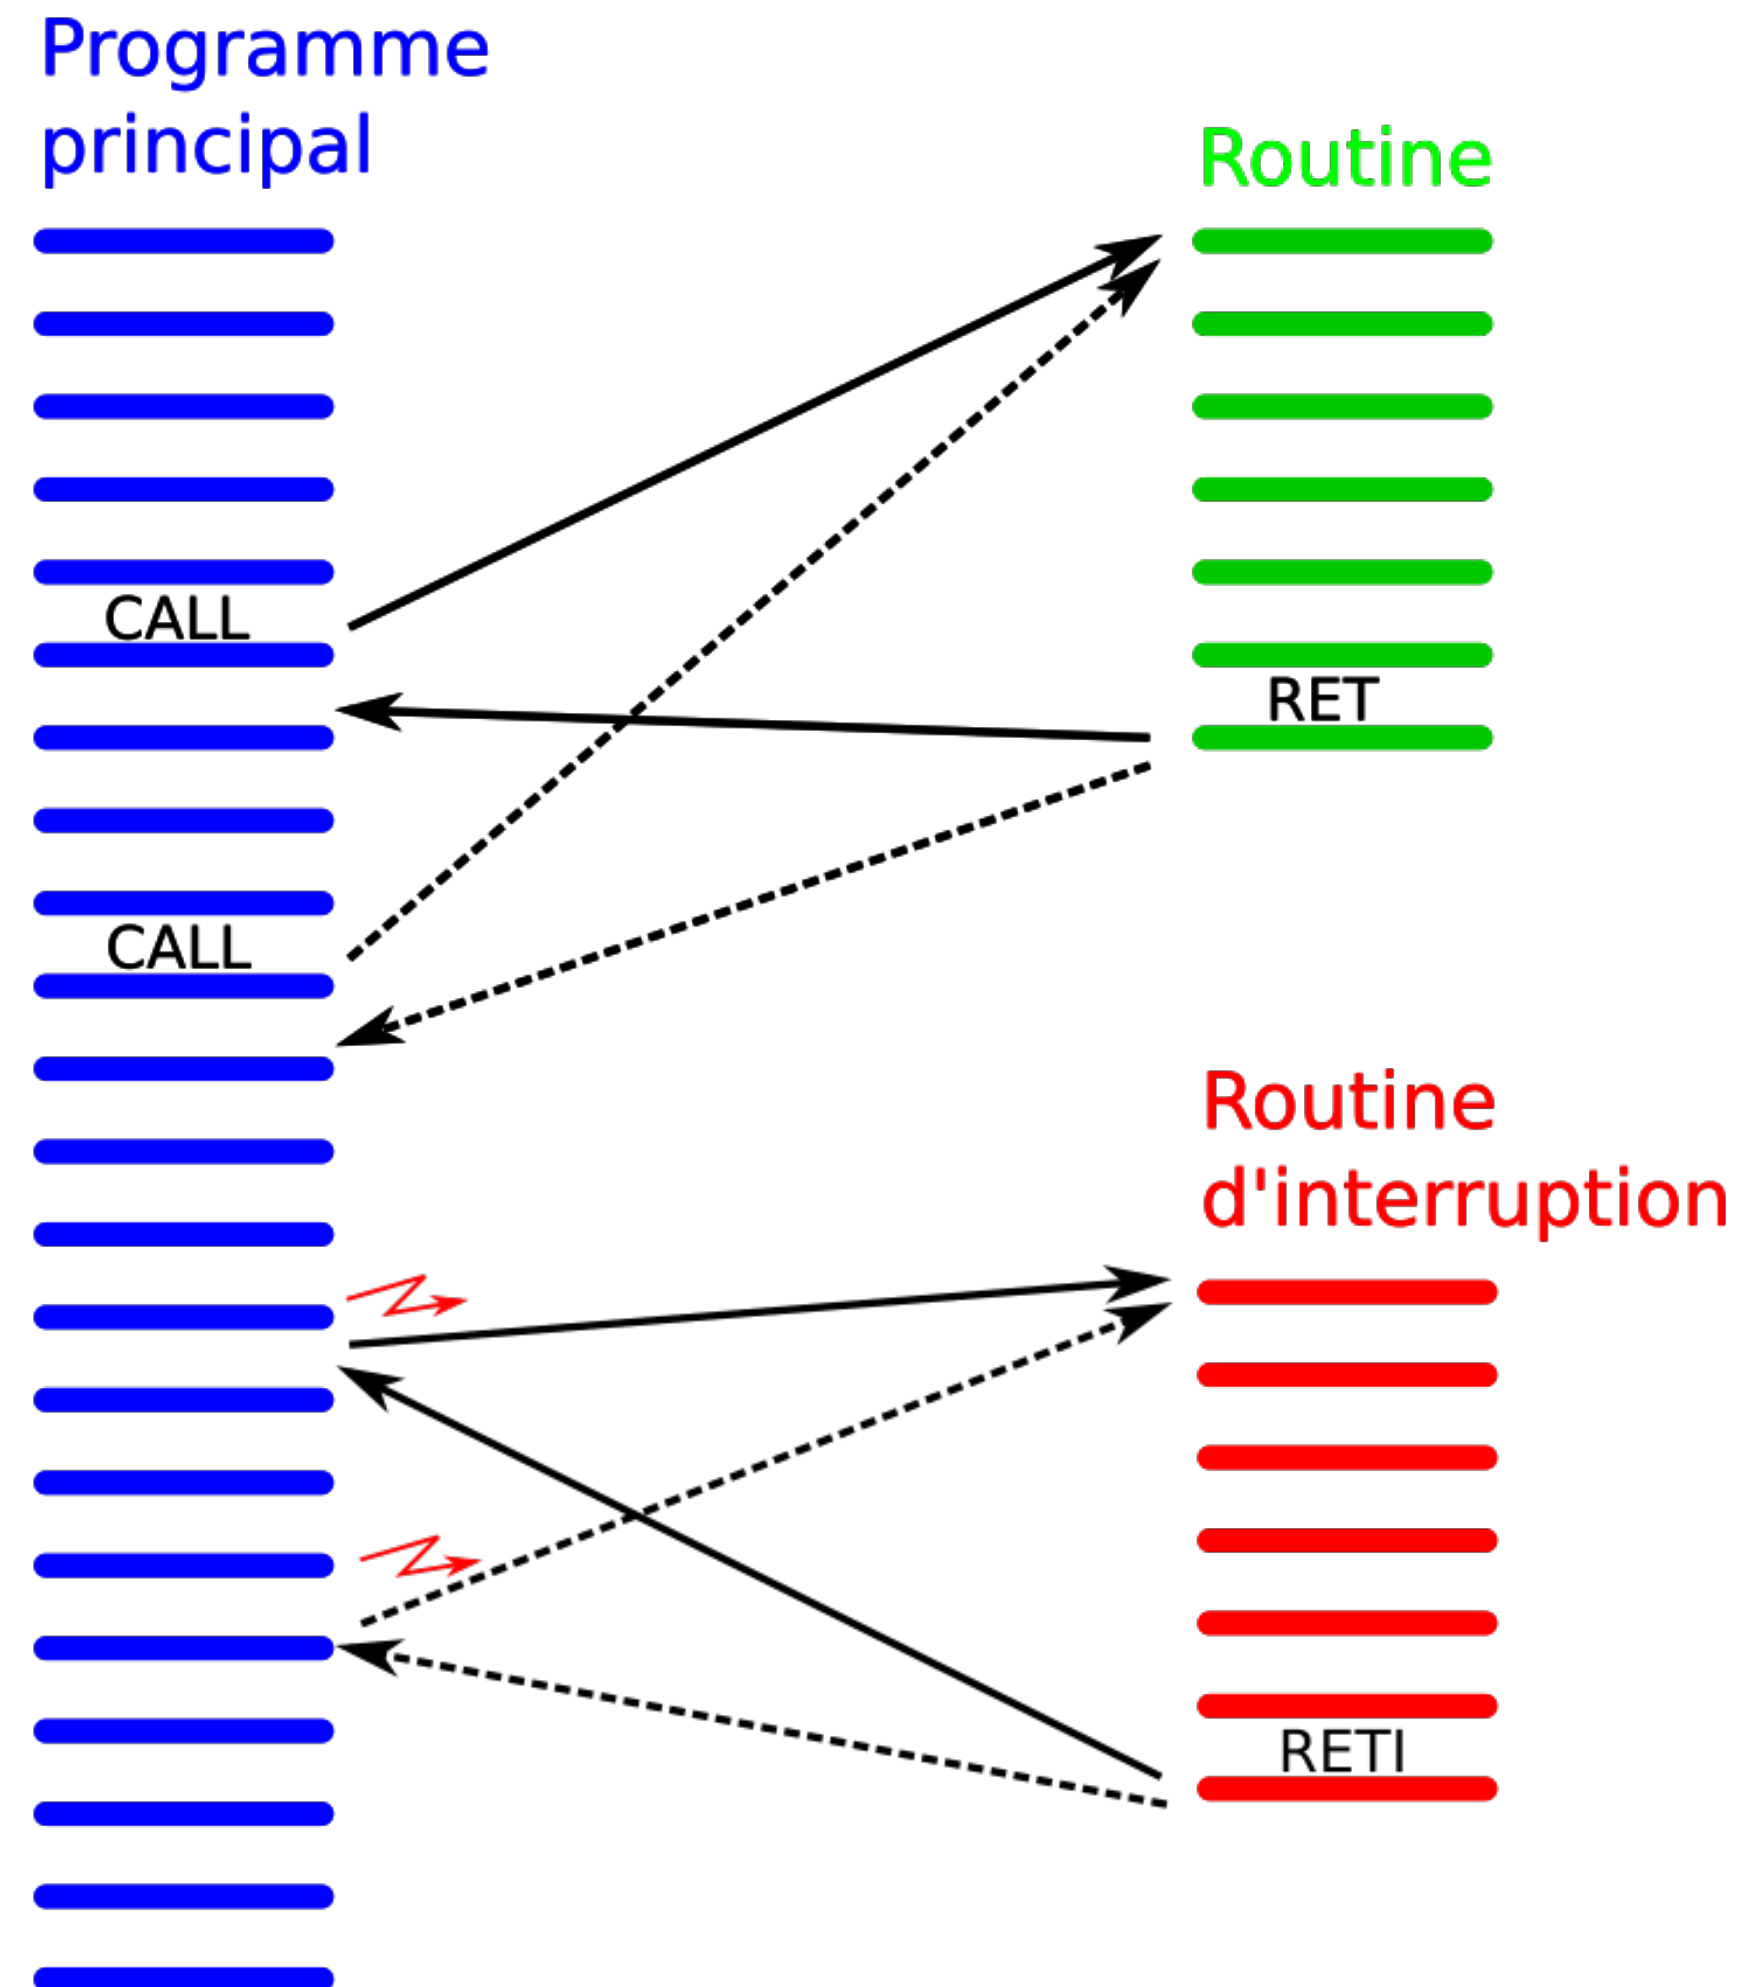 Programme
principal
Routine
CALL
RET
CALL
Routine
d'interruption
RETI